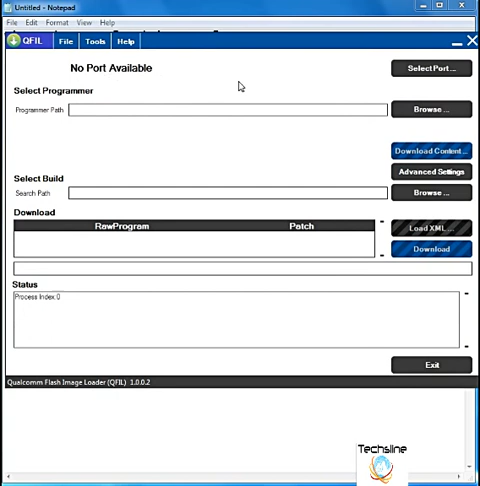 Untitled - Notepad
File Edit Format View Help
QFIL File Tools Help
No Port Available
Select Port...
Select Programmer
Programmer Path
Browse ...
Download Content...
Advanced Settings
Select Build
Search Path
Browse ...
Download
RawProgram Patch
Load XML ...
Download
Status
Process Index:0
Exit
Qualcomm Flash Image Loader (QFIL) 1.0.0.2
Techsline